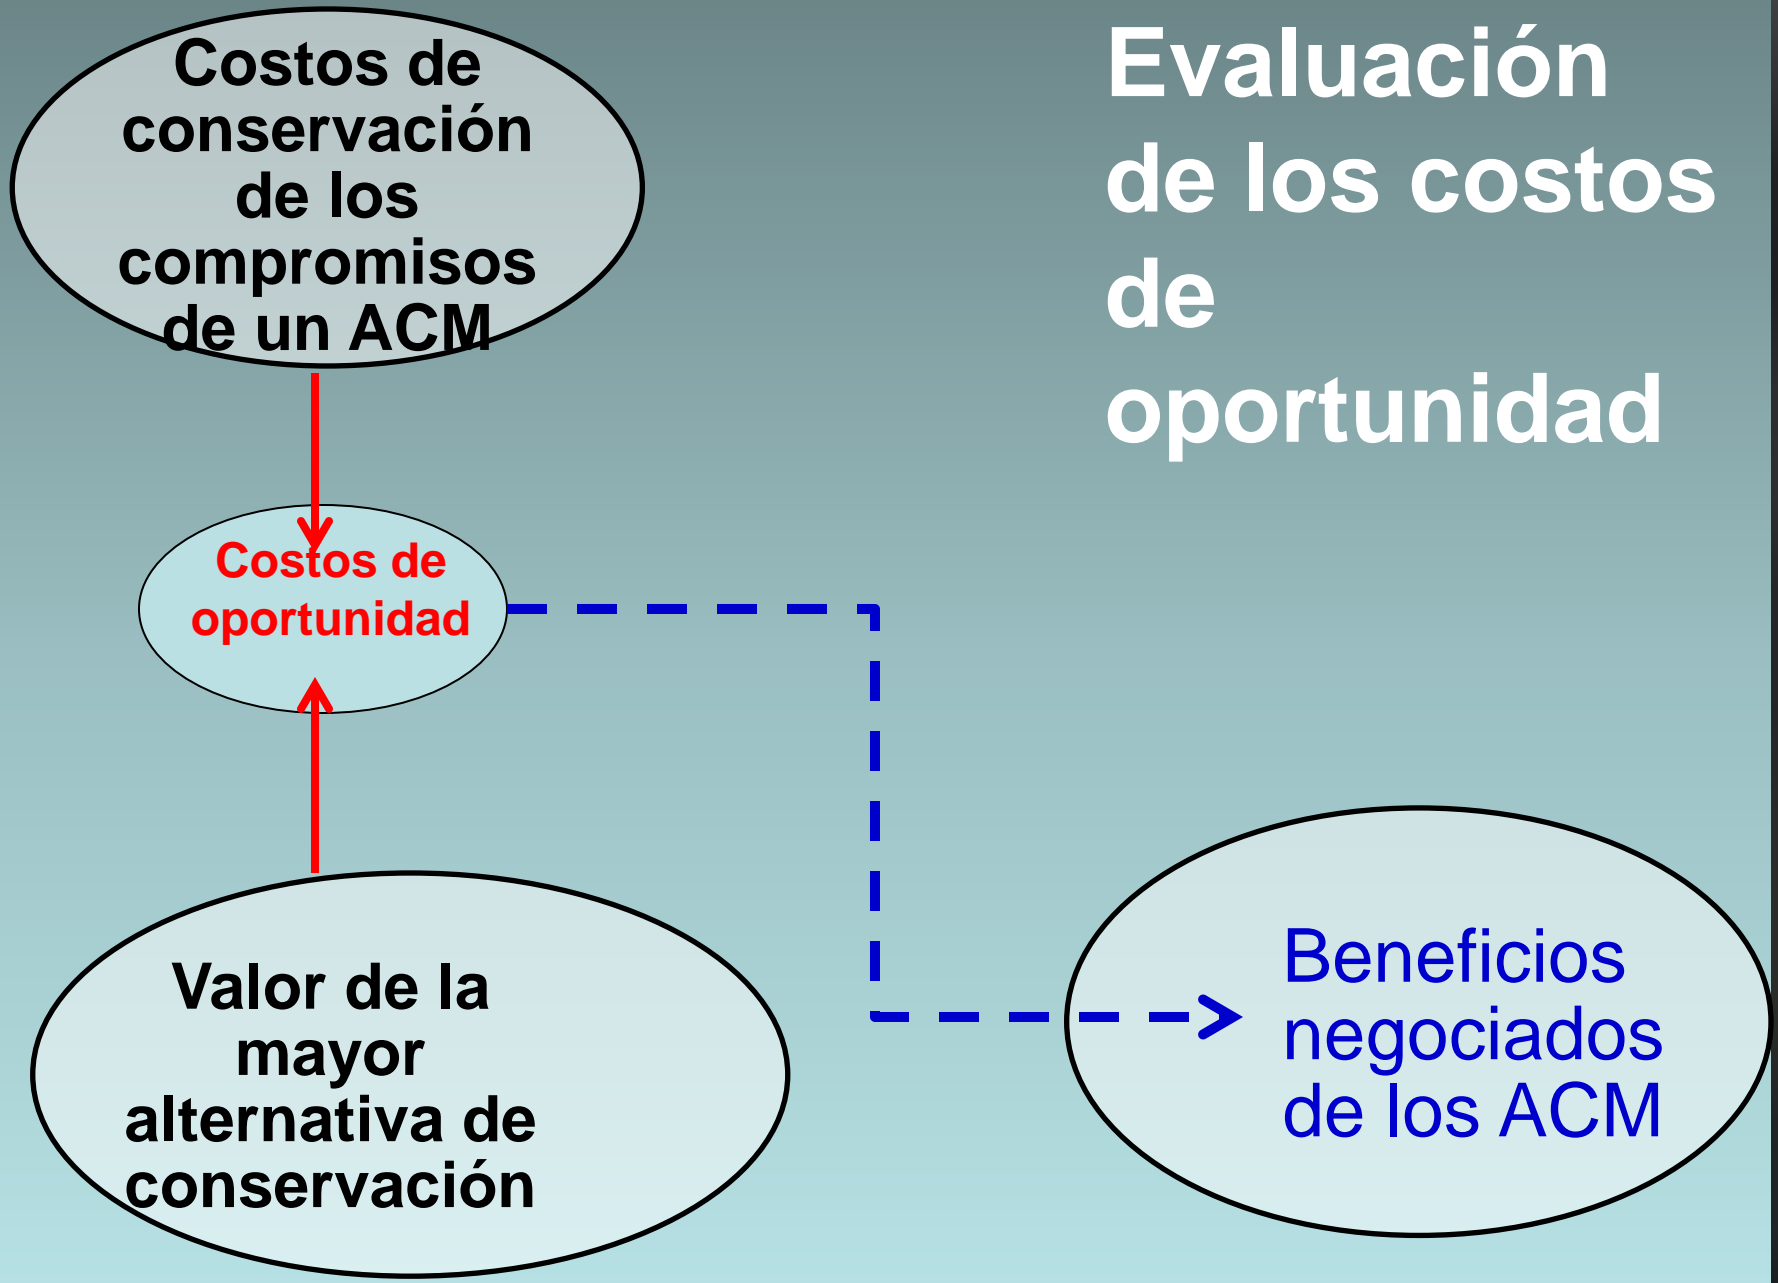 Costos de
conservación
de los
compromisos
de un ACM
Evaluación
de los costos
de
oportunidad
Costos de
oportunidad
Valor de la
mayor
alternativa de
conservación
Beneficios
negociados
de los ACM